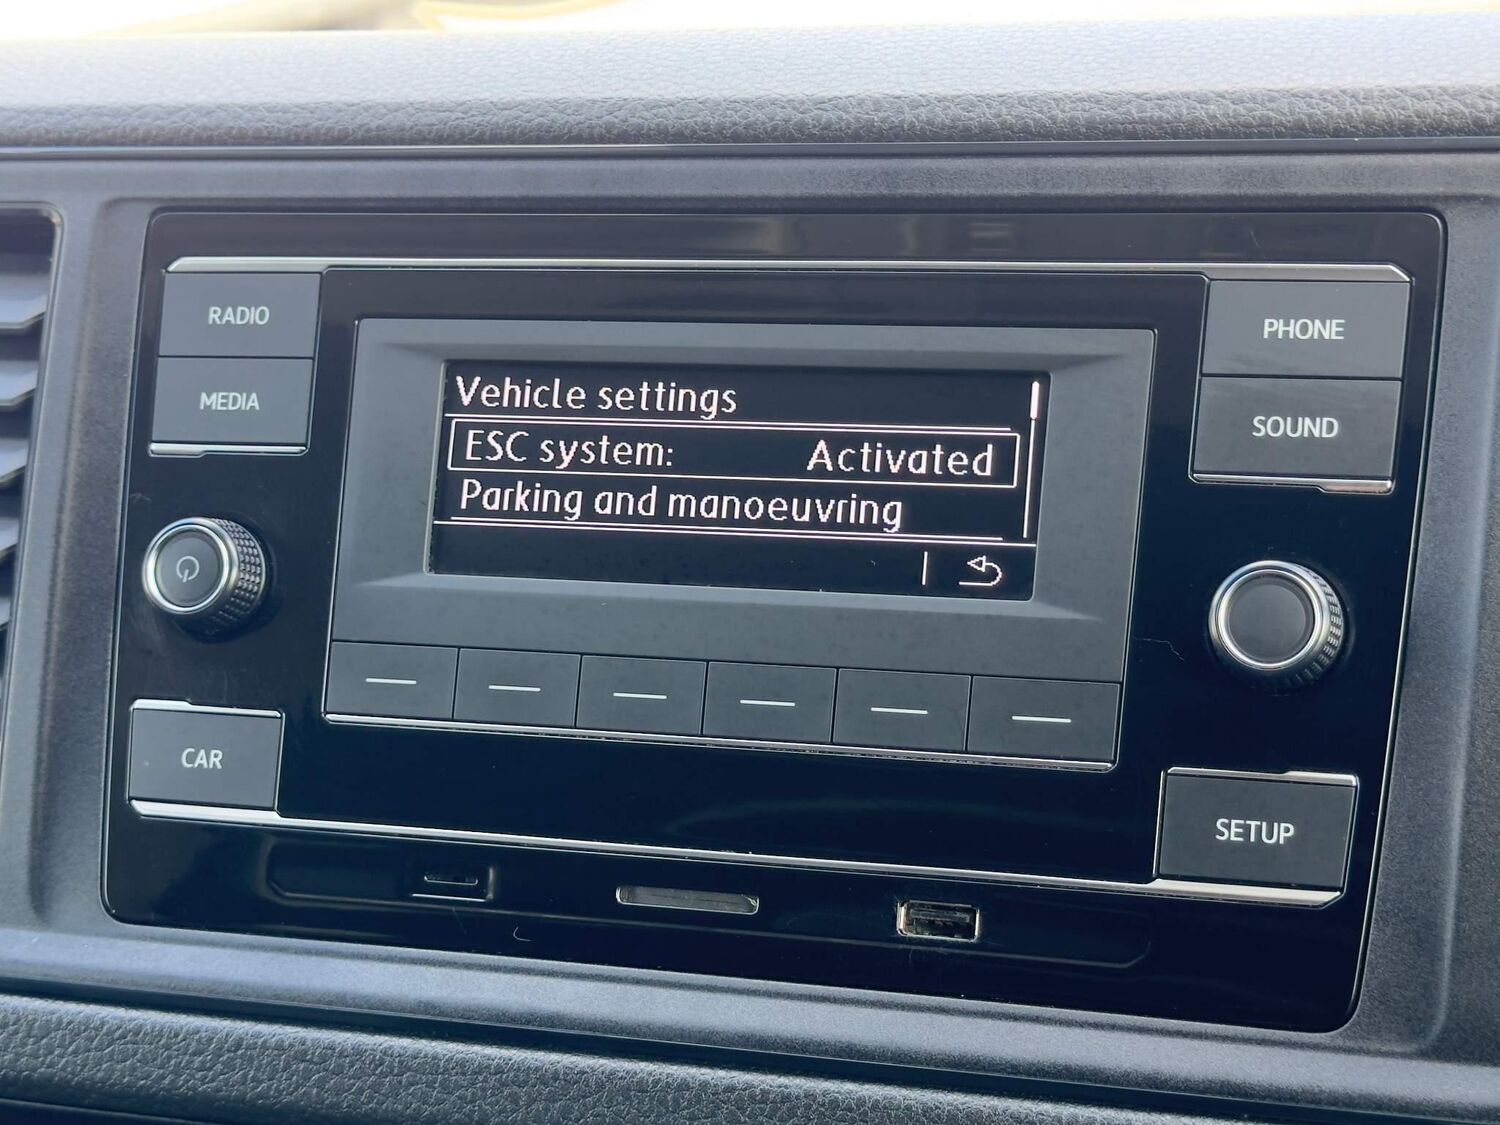 RADIO
MEDIA
Vehicle settings
ESC system: Activated
Parking and manoeuvring
PHONE
SOUND
CAR
SETUP